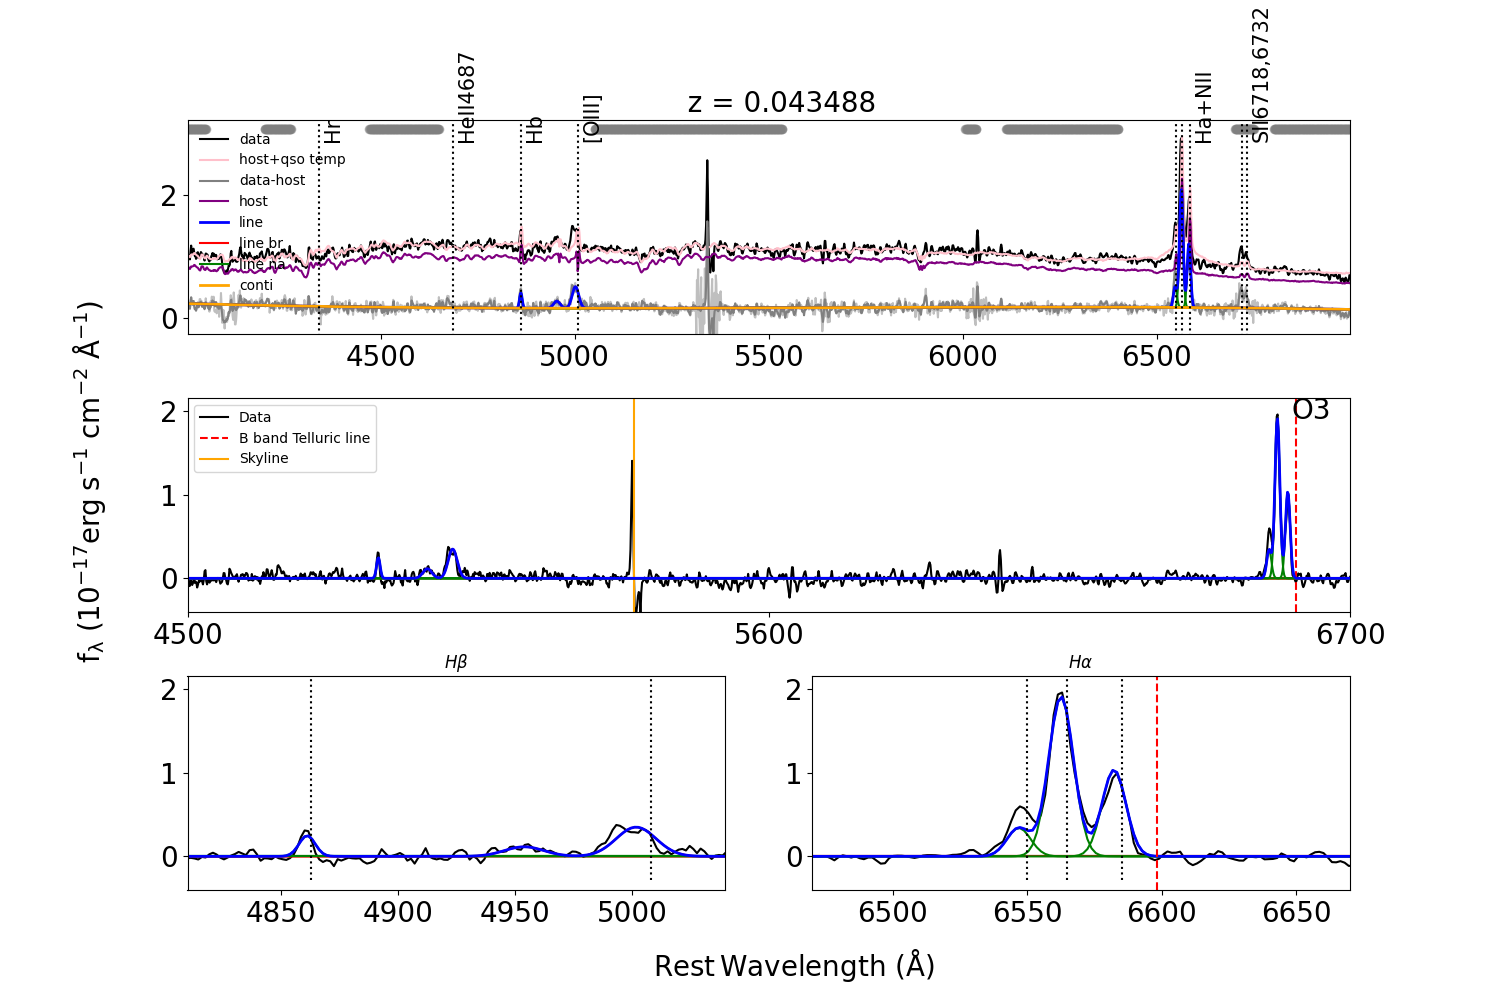 z = 0.043488
Hr
HeII4687
Hb
[OIII]
Ha+NII
SII6718,6732
data
host+qso temp
data-host
host
line
line br
line na
conti
2
0
4500
5000
5500
6000
6500
fλ (10⁻¹⁷erg s⁻¹ cm⁻² Å⁻¹)
Data
B band Telluric line
Skyline
O3
2
1
0
4500
5600
6700
Hβ
2
1
0
4850
4900
4950
5000
Hα
2
1
0
6500
6550
6600
6650
Rest Wavelength (Å)